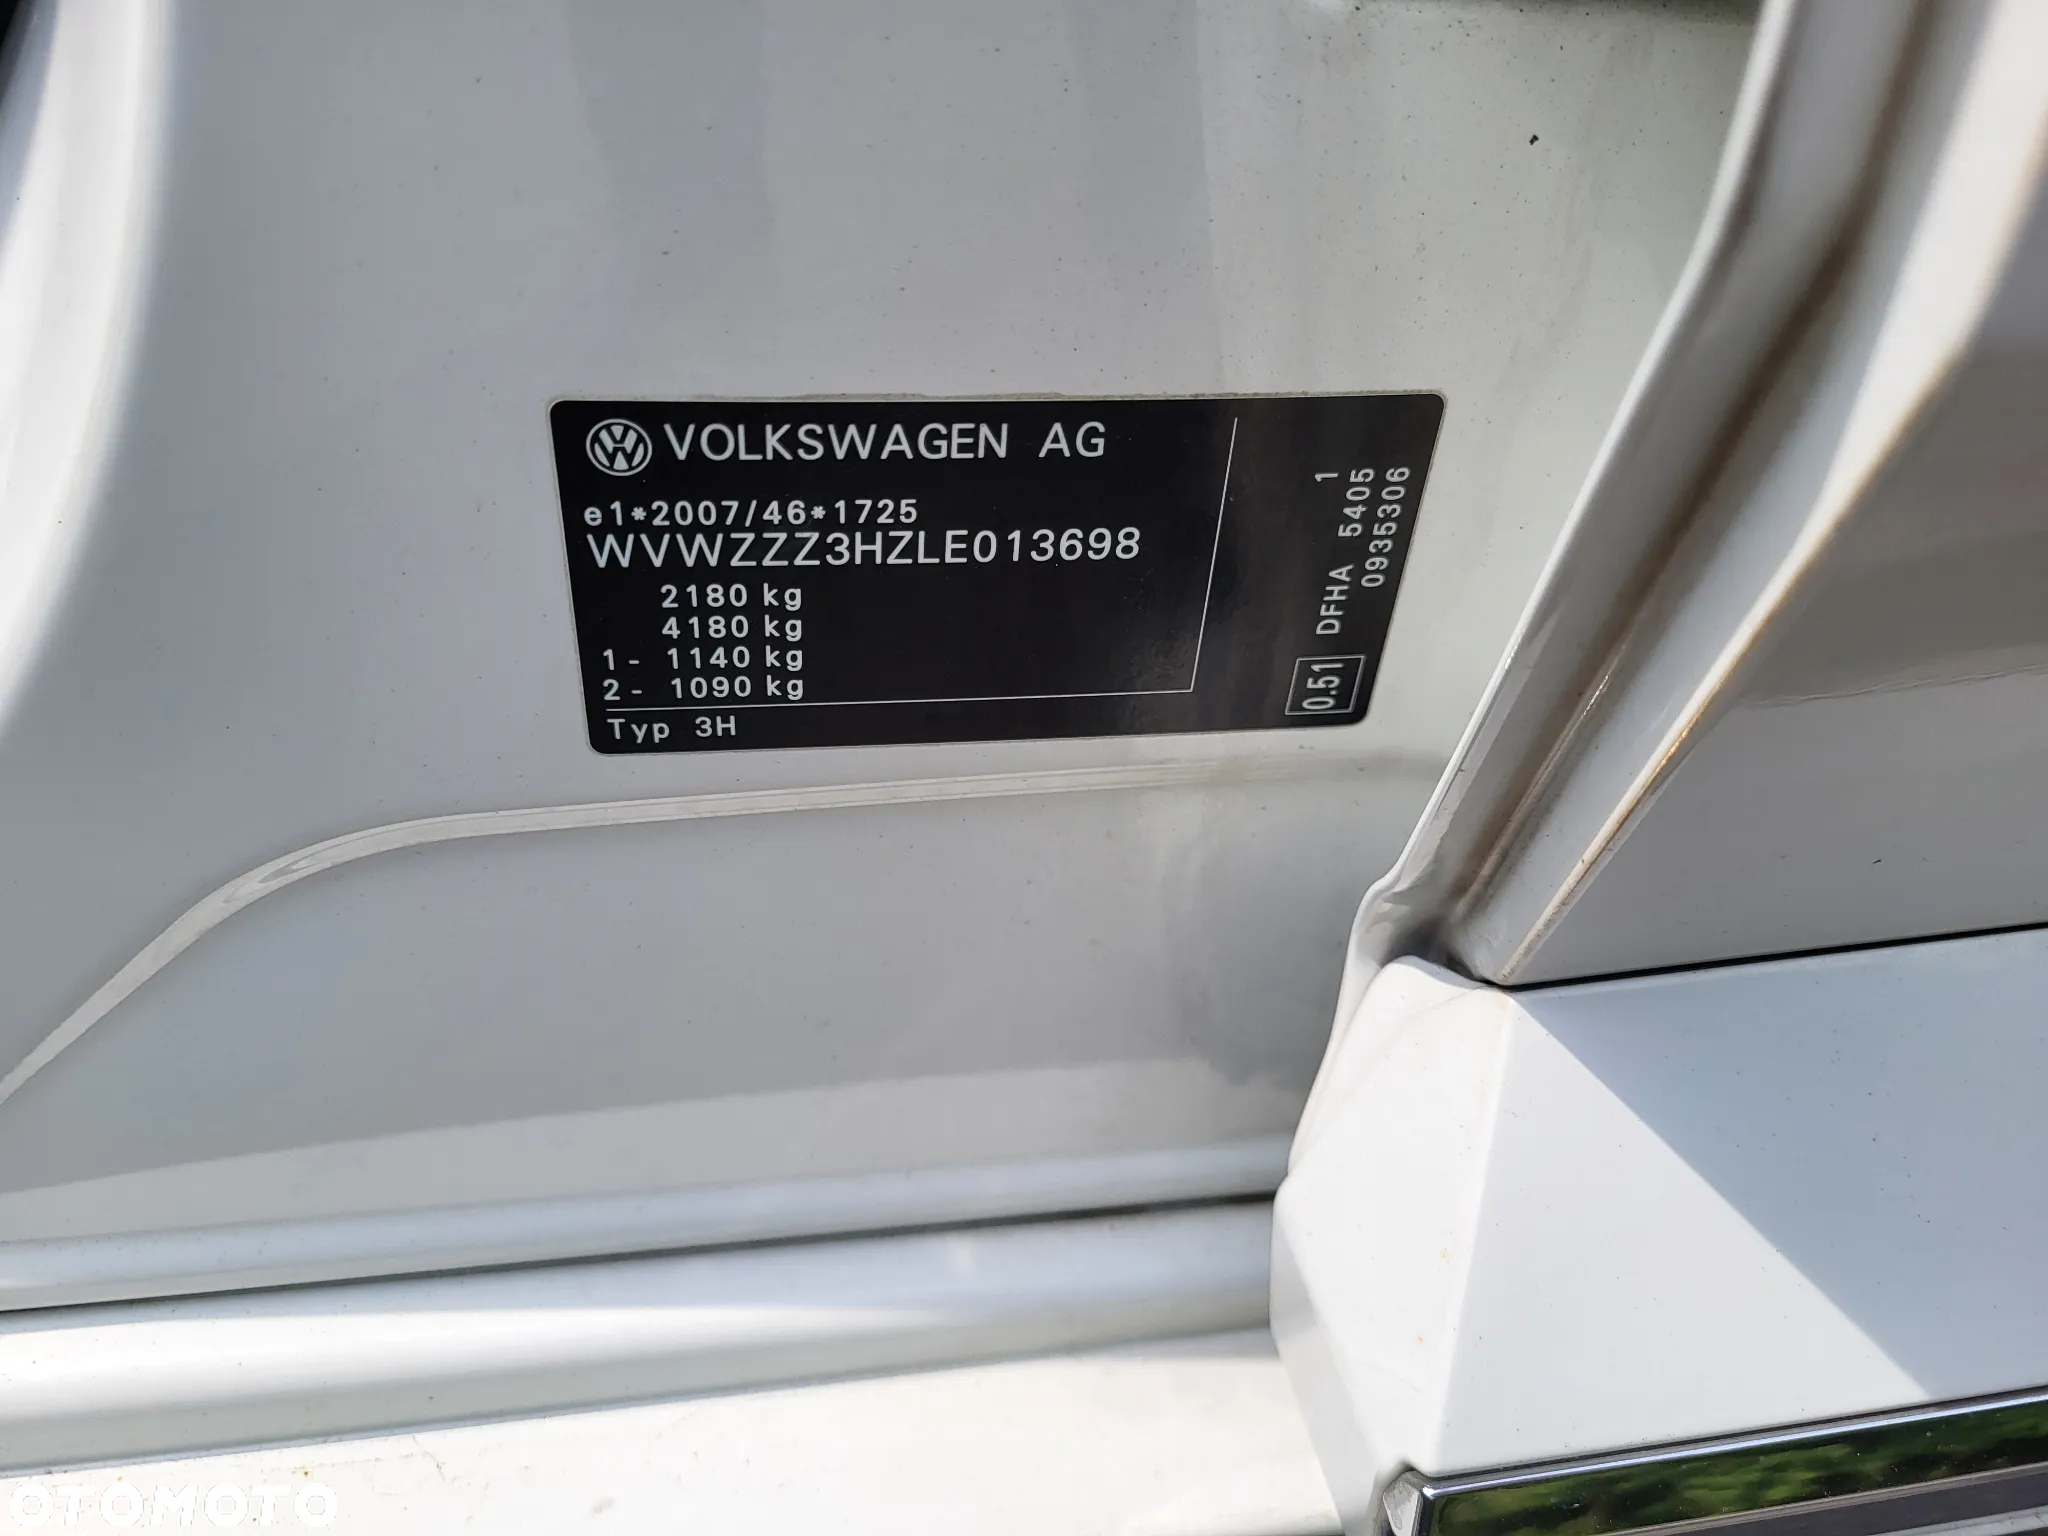 VOLKSWAGEN AG
e1*2007/46*1725
WVWZZZ3HZLE013698
2180 kg
4180 kg
1- 1140 kg
2- 1090 kg
Typ 3H
1
0.51 DFHA 5405
0935306
OTOMOTO